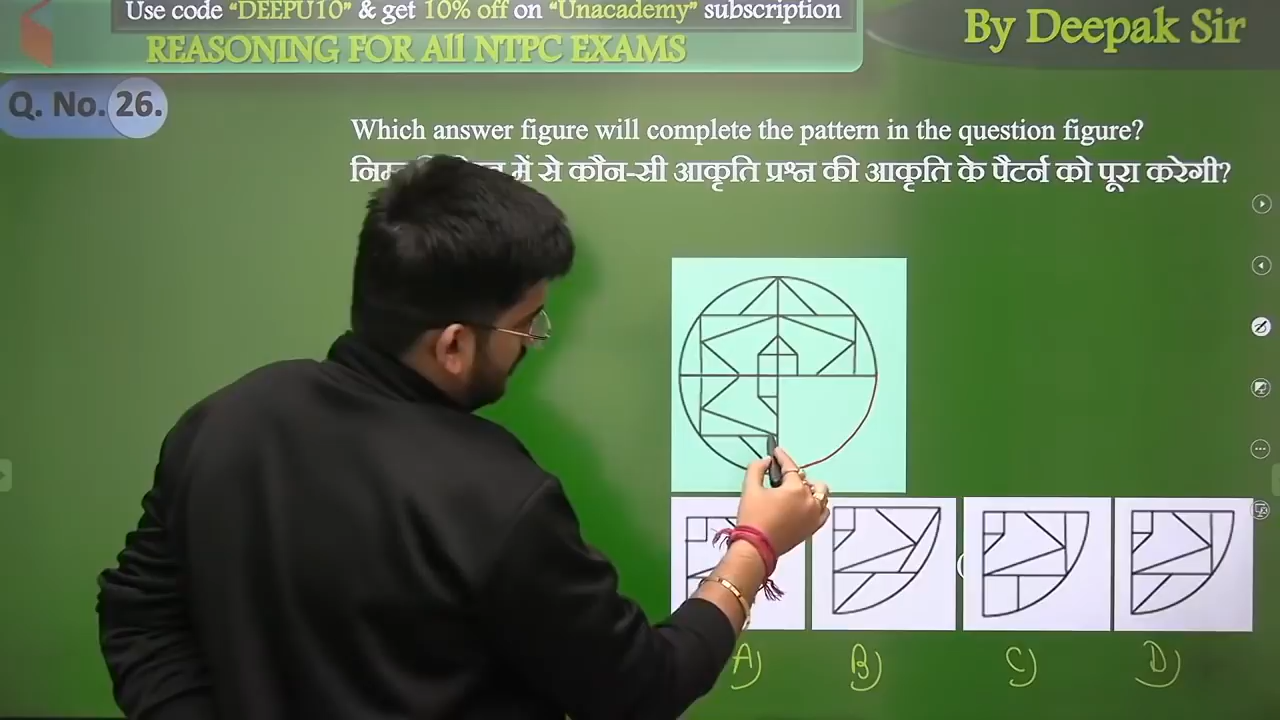 Use code “DEEPU10” & get 10% off on “Unacademy” subscription
REASONING FOR All NTPC EXAMS
By Deepak Sir
Q. No. 26.
Which answer figure will complete the pattern in the question figure?
में से कौन-सी आकृति प्रश्न की आकृति के पैटर्न को पूरा करेगी?
A) B) C) D)